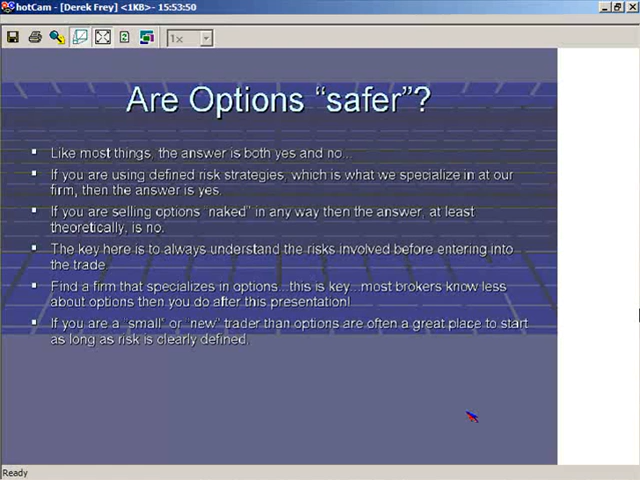 hotCam - [Derek Frey] <1KB>- 15:53:50
1x
Are Options “safer”?
Like most things, the answer is both yes and no...
If you are using defined risk strategies, which is what we specialize in at our
firm, then the answer is yes.
If you are selling options “naked” in any way then the answer, at least
theoretically, is no.
The key here is to always understand the risks involved before entering into
the trade.
Find a firm that specializes in options...this is key...most brokers know less
about options then you do after this presentation!
If you are a “small” or “new” trader than options are often a great place to start
as long as risk is clearly defined.
Ready